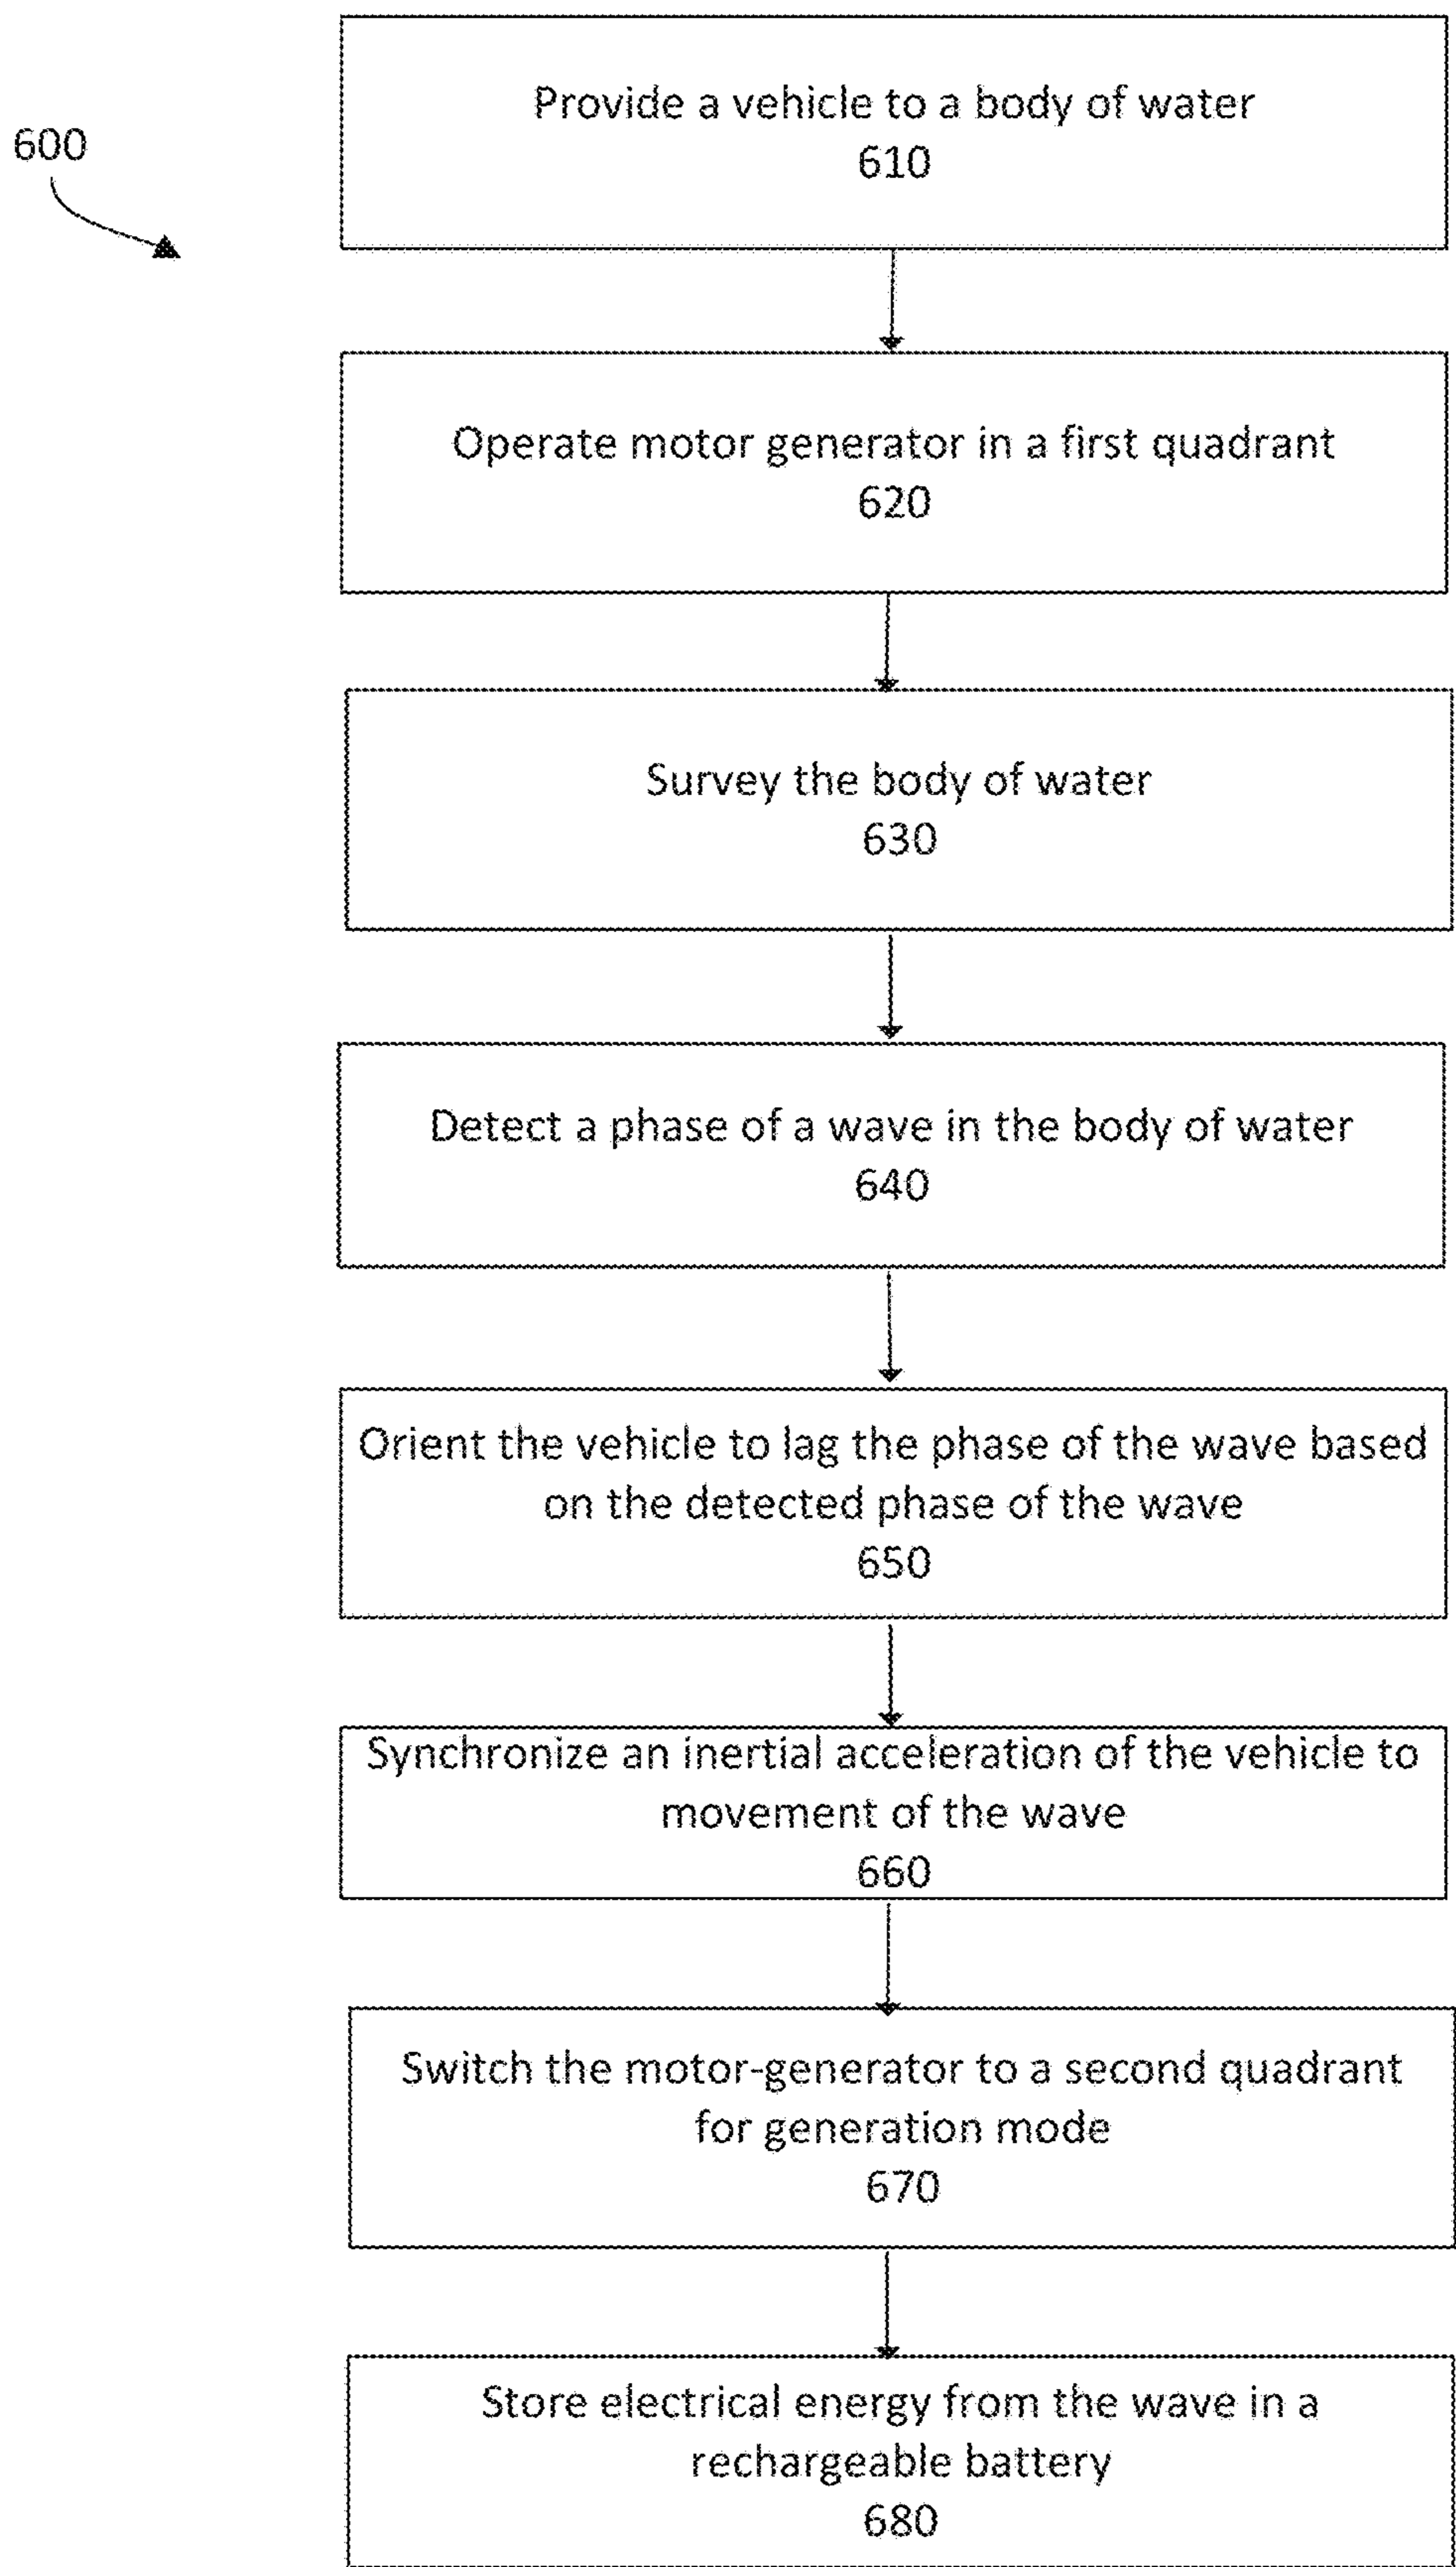 Provide a vehicle to a body of water
610
600
Operate motor generator in a first quadrant
620
Survey the body of water
630
Detect a phase of a wave in the body of water
640
Orient the vehicle to lag the phase of the wave based
on the detected phase of the wave
650
Synchronize an inertial acceleration of the vehicle to
movement of the wave
660
Switch the motor-generator to a second quadrant
for generation mode
670
Store electrical energy from the wave in a
rechargeable battery
680